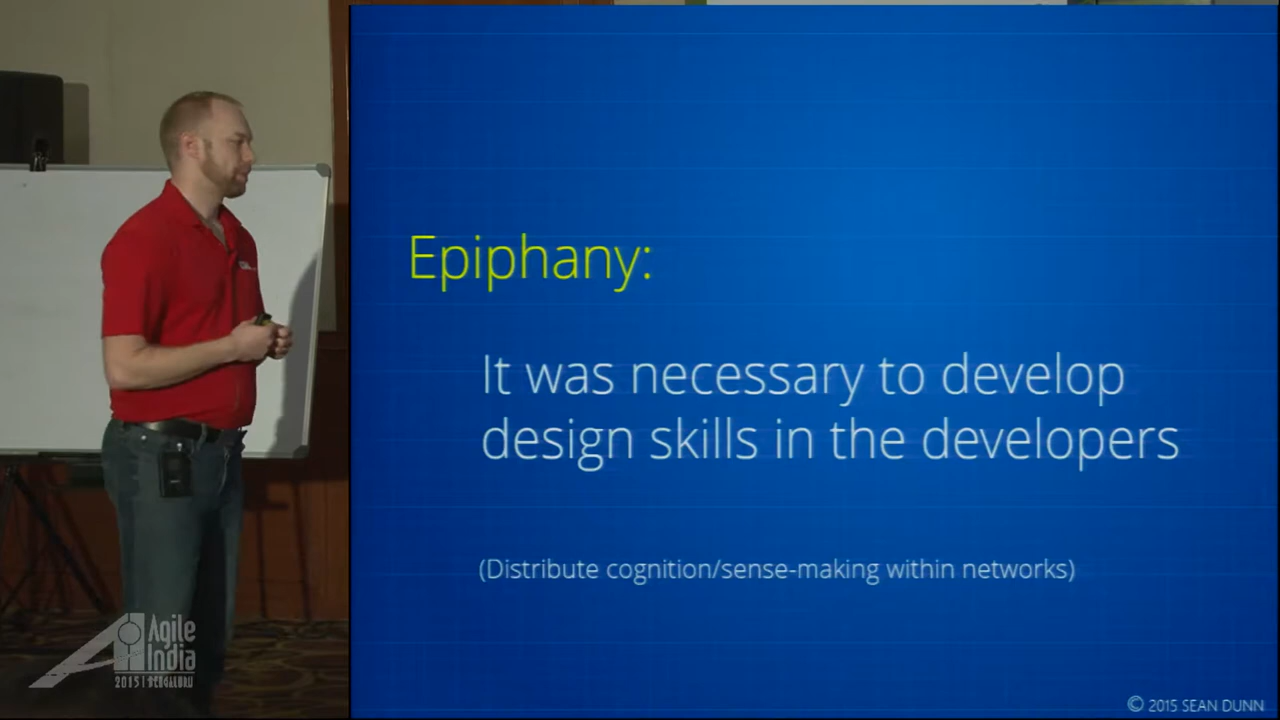 Epiphany:
It was necessary to develop
design skills in the developers
(Distribute cognition/sense-making within networks)
Agile
India
2015 | BENGALURU
© 2015 SEAN DUNN